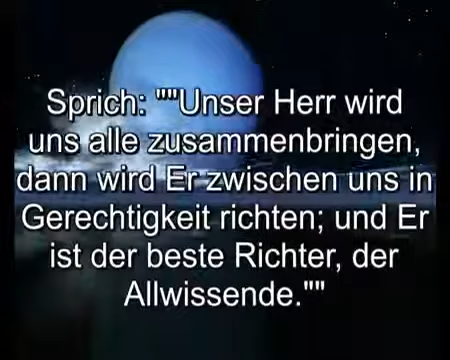 Sprich: ""Unser Herr wird
uns alle zusammenbringen,
dann wird Er zwischen uns in
Gerechtigkeit richten; und Er
ist der beste Richter, der
Allwissende.""